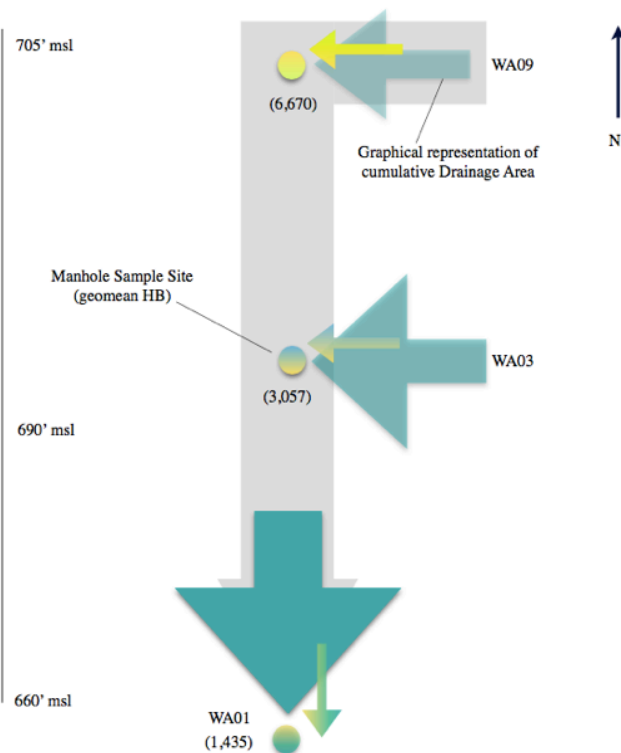 705’ msl
WA09
(6,670)
N
Graphical representation of
cumulative Drainage Area
Manhole Sample Site
(geomean HB)
WA03
(3,057)
690’ msl
660’ msl
WA01
(1,435)